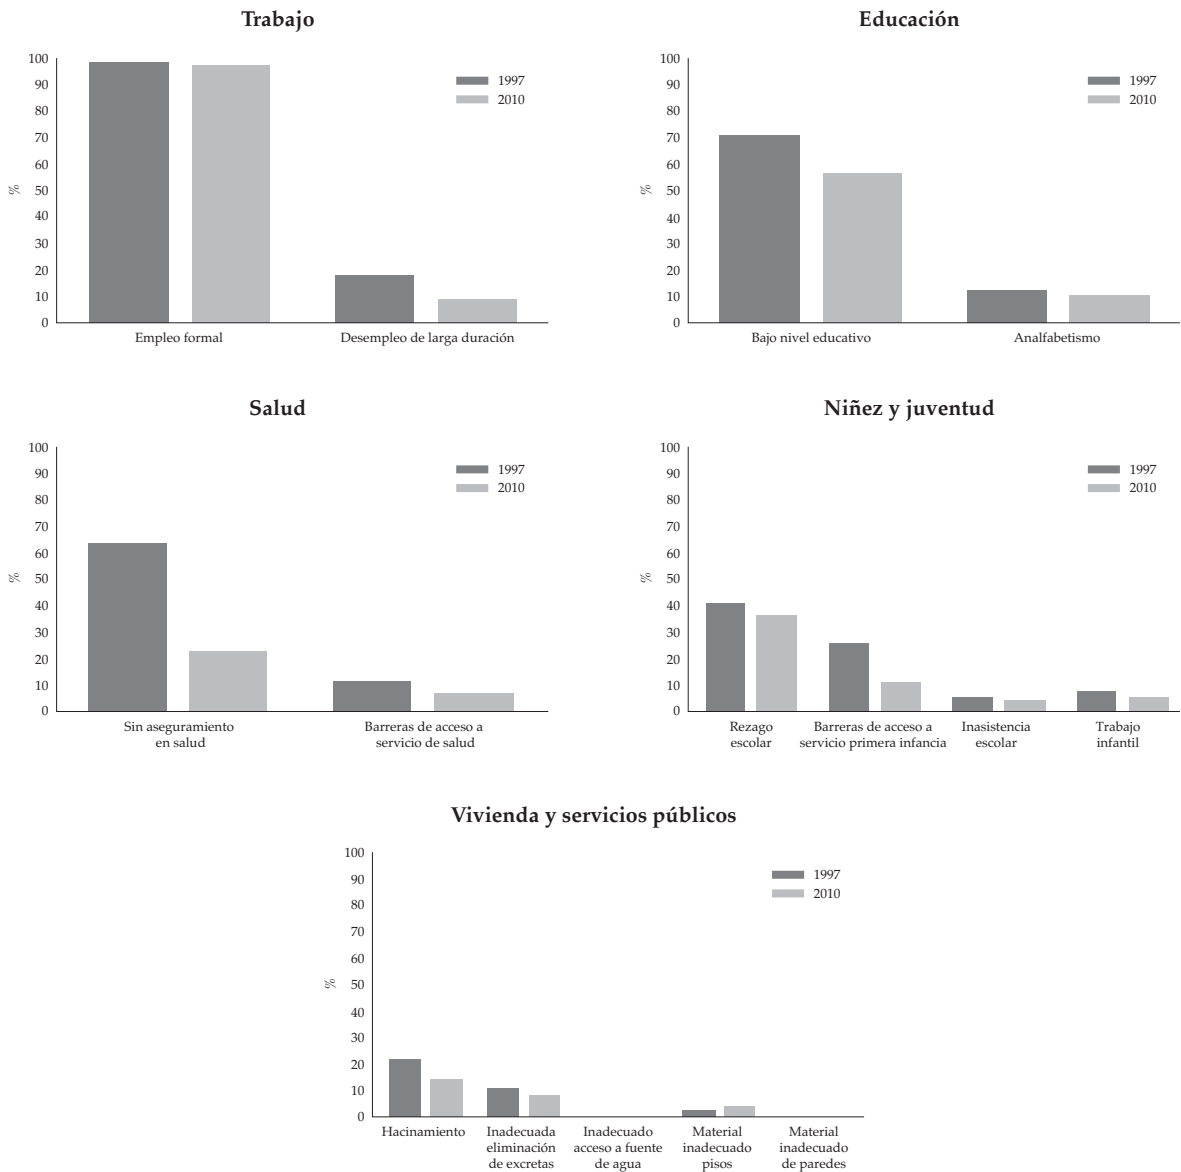 Trabajo
100
90
80
70
60
50
40
30
20
10
0
%
1997
2010
Empleo formal
Desempleo de larga duración
Educación
100
90
80
70
60
50
40
30
20
10
0
%
1997
2010
Bajo nivel educativo
Analfabetismo
Salud
100
90
80
70
60
50
40
30
20
10
0
%
1997
2010
Sin aseguramiento
en salud
Barreras de acceso a
servicio de salud
Niñez y juventud
100
90
80
70
60
50
40
30
20
10
0
%
1997
2010
Rezago
escolar
Barreras de acceso a
servicio primera infancia
Inasistencia
escolar
Trabajo
infantil
Vivienda y servicios públicos
100
90
80
70
60
50
40
30
20
10
0
%
1997
2010
Hacinamiento
Inadecuada
eliminación
de excretas
Inadecuado
acceso a fuente
de agua
Material
inadecuado
pisos
Material
inadecuado
de paredes